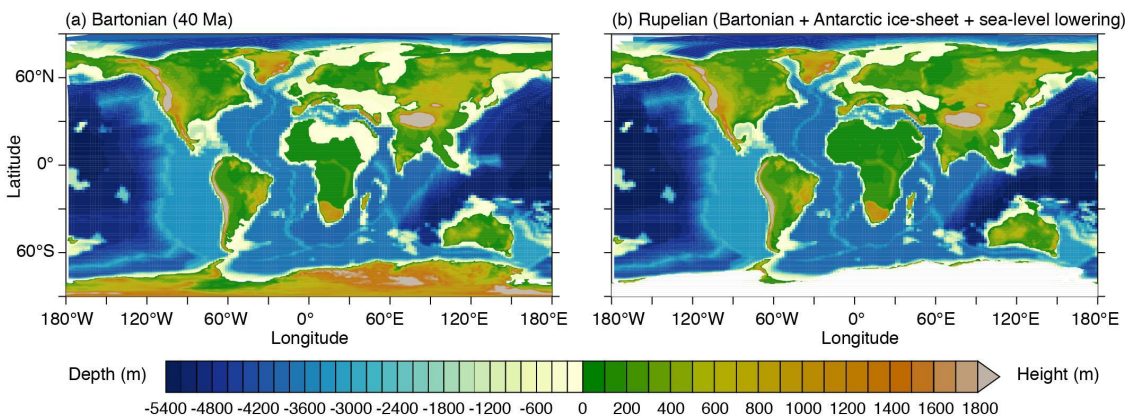 (a) Bartonian (40 Ma)
(b) Rupelian (Bartonian + Antarctic ice-sheet + sea-level lowering)
Latitude
60°N
0°
60°S
180°W 120°W 60°W 0° 60°E 120°E 180°E
Longitude
180°W 120°W 60°W 0° 60°E 120°E 180°E
Longitude
Depth (m)
Height (m)
-5400 -4800 -4200 -3600 -3000 -2400 -1800 -1200 -600 0 200 400 600 800 1000 1200 1400 1600 1800